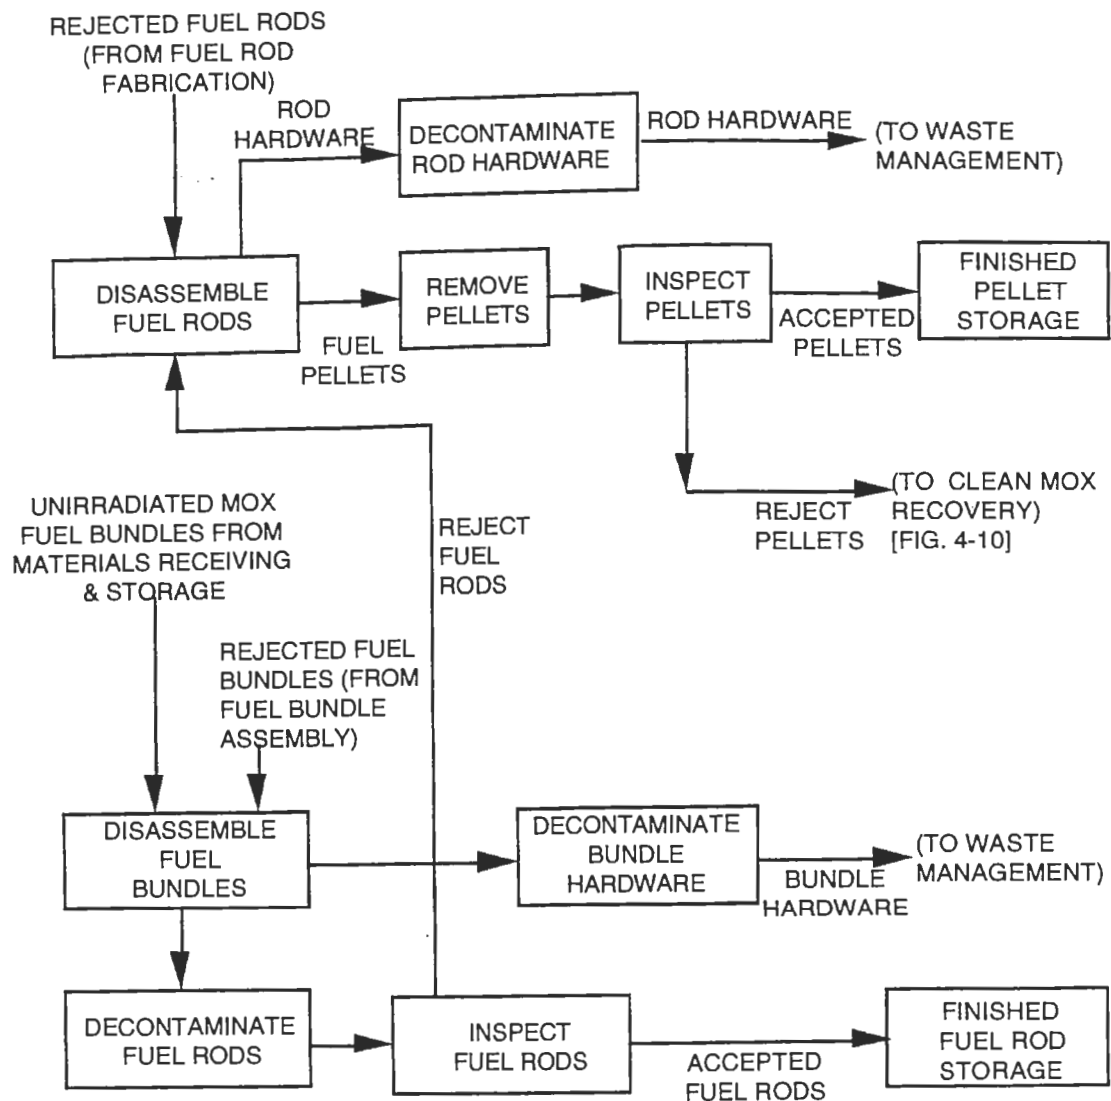 REJECTED FUEL RODS
(FROM FUEL ROD
FABRICATION)
ROD
HARDWARE
DECONTAMINATE
ROD HARDWARE
ROD HARDWARE
(TO WASTE
MANAGEMENT)
DISASSEMBLE
FUEL RODS
FUEL
PELLETS
REMOVE
PELLETS
INSPECT
PELLETS
ACCEPTED
PELLETS
FINISHED
PELLET
STORAGE
REJECT
PELLETS
(TO CLEAN MOX
RECOVERY)
[FIG. 4-10]
UNIRRADIATED MOX
FUEL BUNDLES FROM
MATERIALS RECEIVING
& STORAGE
REJECT
FUEL
RODS
REJECTED FUEL
BUNDLES (FROM
FUEL BUNDLE
ASSEMBLY)
DISASSEMBLE
FUEL
BUNDLES
DECONTAMINATE
BUNDLE
HARDWARE
BUNDLE
HARDWARE
(TO WASTE
MANAGEMENT)
DECONTAMINATE
FUEL RODS
INSPECT
FUEL RODS
ACCEPTED
FUEL RODS
FINISHED
FUEL ROD
STORAGE